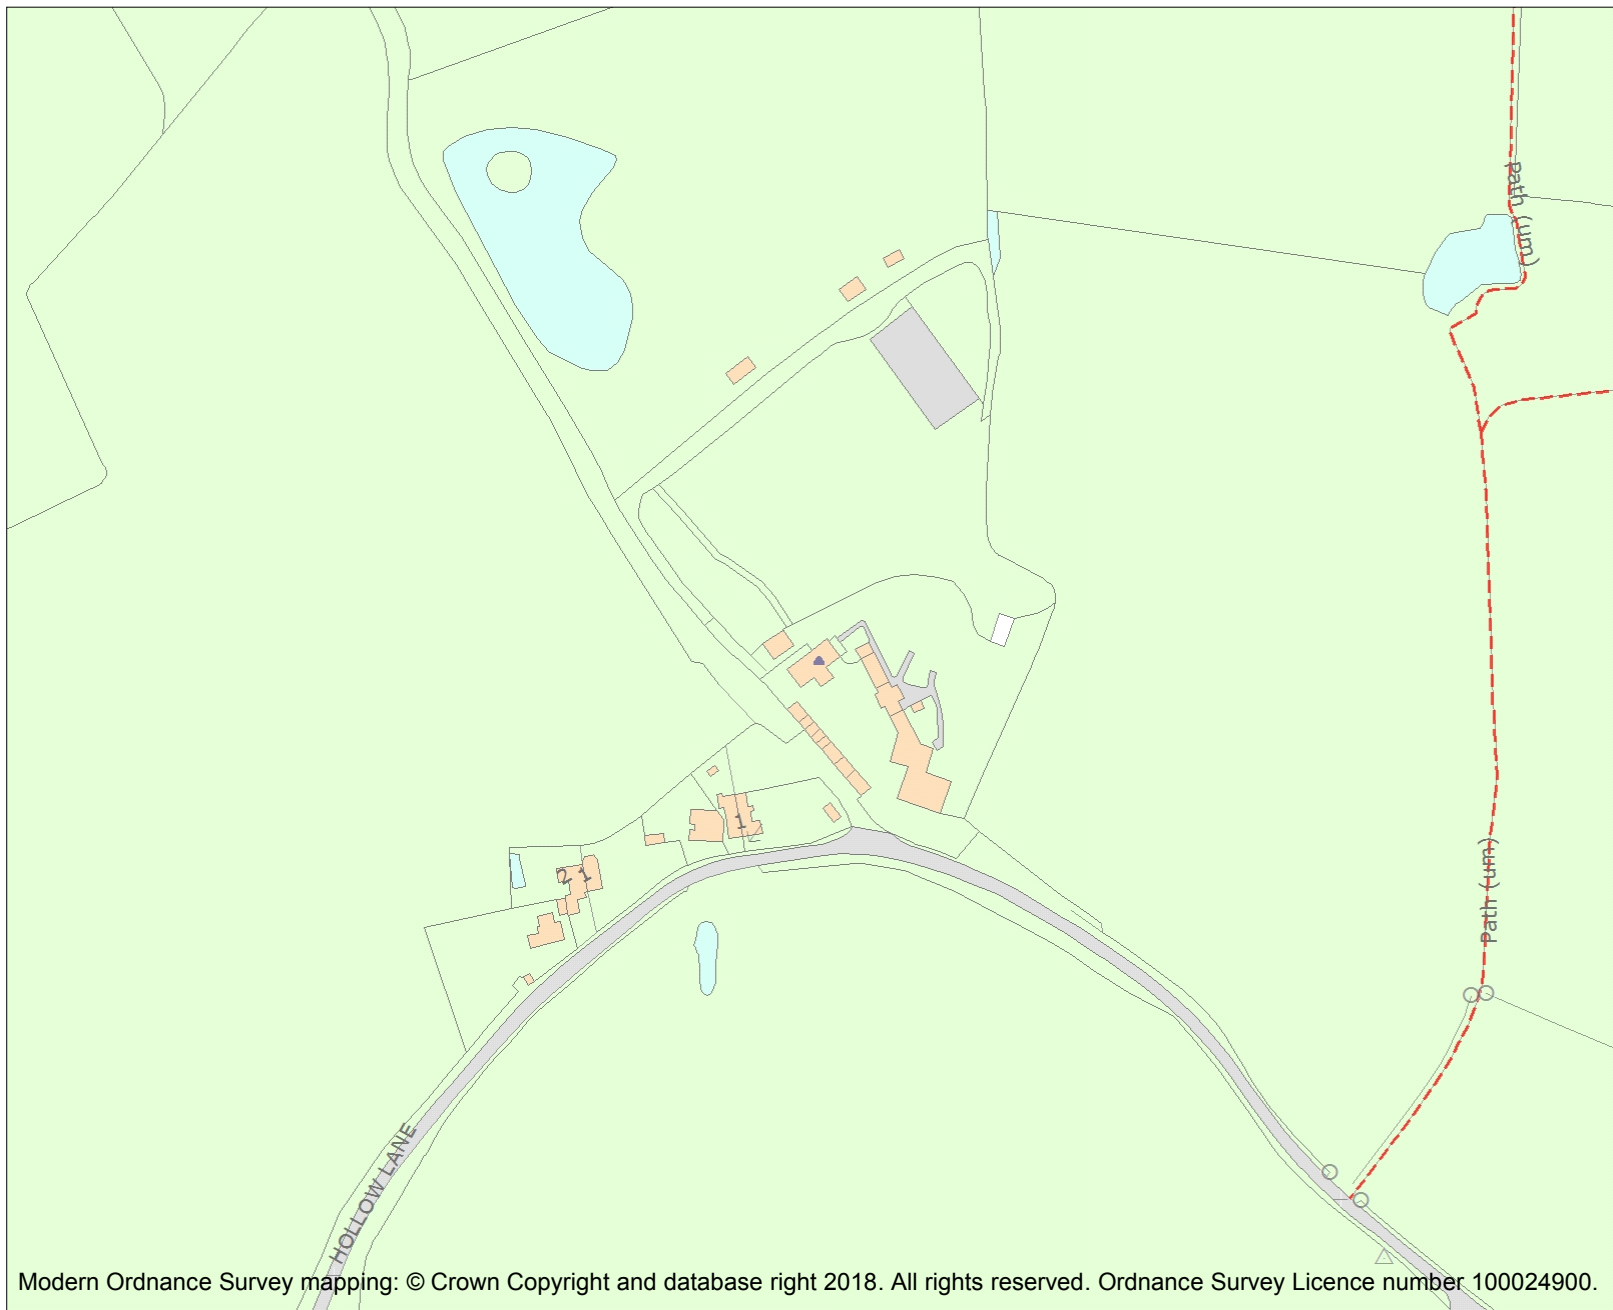 Path (um)
1
2
1
Path (um)
HOLLOW LANE
Modern Ordnance Survey mapping: © Crown Copyright and database right 2018. All rights reserved. Ordnance Survey Licence number 100024900.